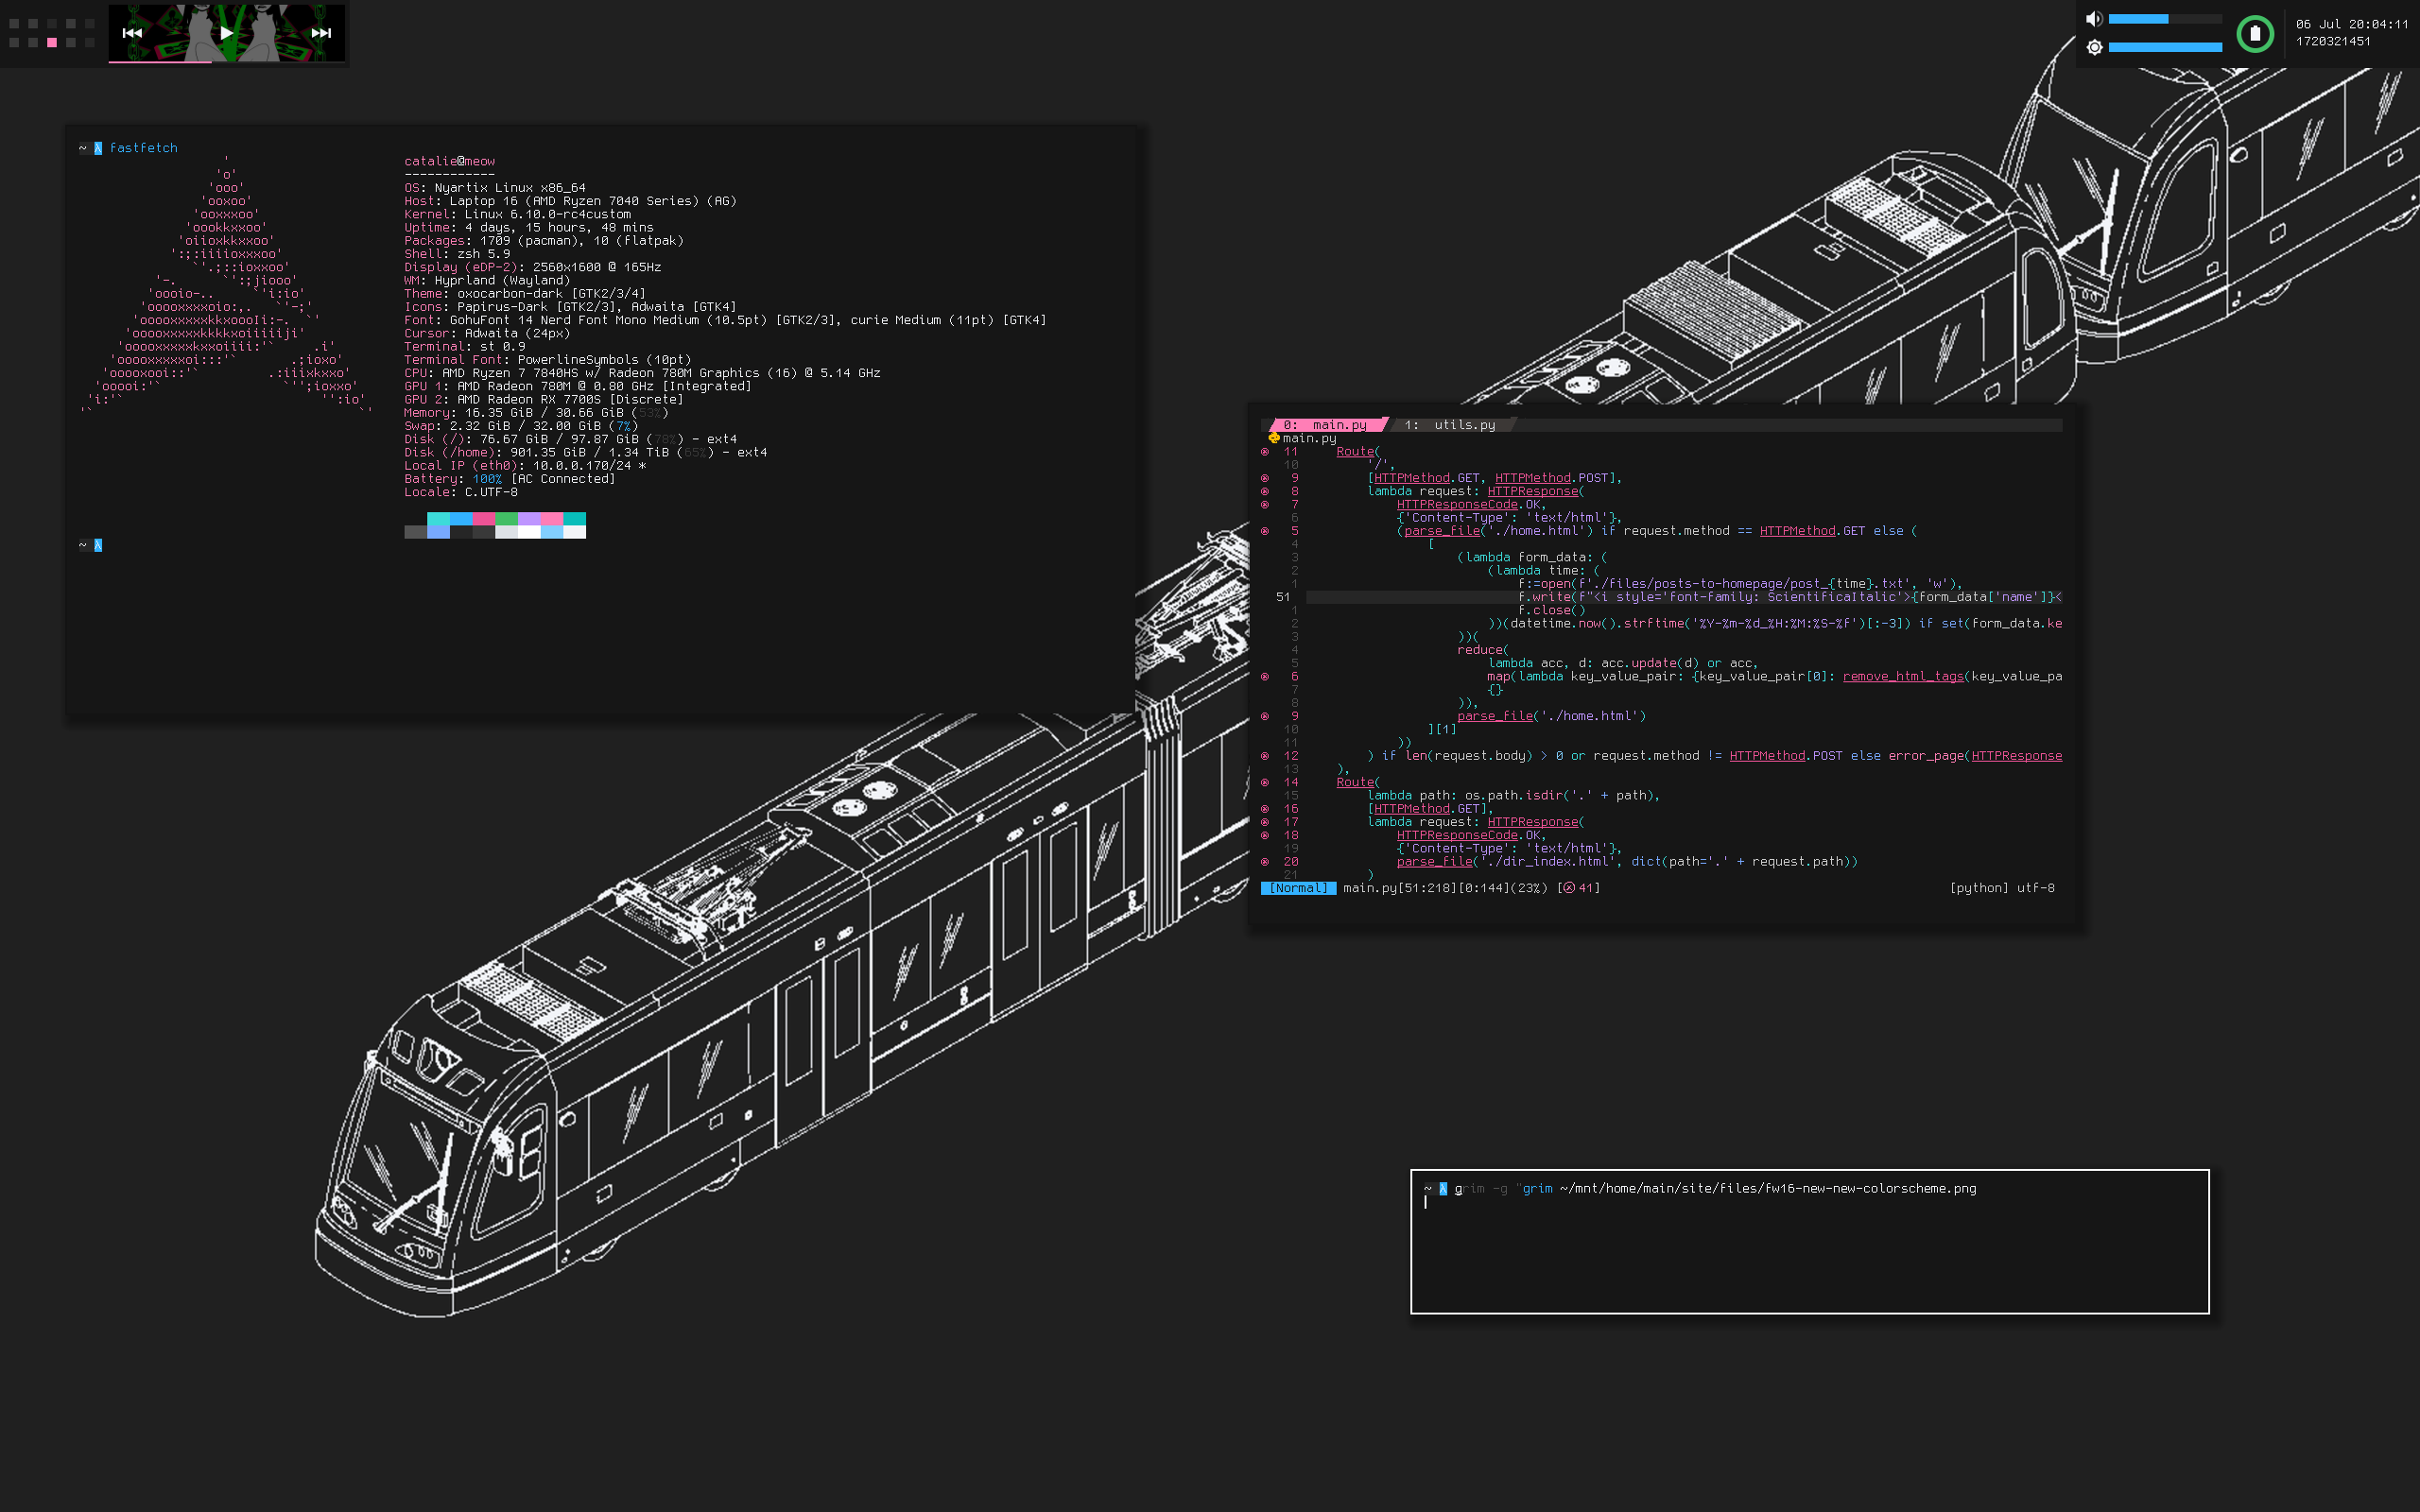 06 Jul 20:04:11
1720321451
~ λ fastfetch
'
'o'
'ooo'
'ooxoo'
'ooxxxoo'
'oookkxxoo'
'oiioxkkxxoo'
':;:iiiioxxxoo'
`'.;::ioxxoo'
'-. `':;jiooo'
'oooio-.. `'i:io'
'ooooxxxxoio:,. `'-;'
'ooooxxxxxkkxoooIi:-. `'
'ooooxxxxxkkkkxoiiiiiji'
'ooooxxxxxkxxoiiii:'` .i'
'ooooxxxxxoi:::'` .;ioxo'
'ooooxooi::'` .:iiixkxxo'
'ooooi:'` `'';ioxxo'
'i:'` '':io'
'` `'
catalie@meow
------------
OS: Nyartix Linux x86_64
Host: Laptop 16 (AMD Ryzen 7040 Series) (AG)
Kernel: Linux 6.10.0-rc4custom
Uptime: 4 days, 15 hours, 48 mins
Packages: 1709 (pacman), 10 (flatpak)
Shell: zsh 5.9
Display (eDP-2): 2560x1600 @ 165Hz
WM: Hyprland (Wayland)
Theme: oxocarbon-dark [GTK2/3/4]
Icons: Papirus-Dark [GTK2/3], Adwaita [GTK4]
Font: GohuFont 14 Nerd Font Mono Medium (10.5pt) [GTK2/3], curie Medium (11pt) [GTK4]
Cursor: Adwaita (24px)
Terminal: st 0.9
Terminal Font: PowerlineSymbols (10pt)
CPU: AMD Ryzen 7 7840HS w/ Radeon 780M Graphics (16) @ 5.14 GHz
GPU 1: AMD Radeon 780M @ 0.80 GHz [Integrated]
GPU 2: AMD Radeon RX 7700S [Discrete]
Memory: 16.35 GiB / 30.66 GiB (53%)
Swap: 2.32 GiB / 32.00 GiB (7%)
Disk (/): 76.67 GiB / 97.87 GiB (78%) - ext4
Disk (/home): 901.35 GiB / 1.34 TiB (65%) - ext4
Local IP (eth0): 10.0.0.170/24 *
Battery: 100% [AC Connected]
Locale: C.UTF-8
~ λ
0: main.py 1: utils.py
main.py
11 Route(
10 '/',
9 [HTTPMethod.GET, HTTPMethod.POST],
8 lambda request: HTTPResponse(
7 HTTPResponseCode.OK,
6 {'Content-Type': 'text/html'},
5 (parse_file('./home.html') if request.method == HTTPMethod.GET else (
4 [
3 (lambda form_data: (
2 (lambda time: (
1 f:=open(f'./files/posts-to-homepage/post_{time}.txt', 'w'),
51 f.write(f"<i style='font-family: ScientificaItalic'>{form_data['name']}<
1 f.close()
2 ))(datetime.now().strftime('%Y-%m-%d_%H:%M:%S-%f')[:-3]) if set(form_data.ke
3 ))(
4 reduce(
5 lambda acc, d: acc.update(d) or acc,
6 map(lambda key_value_pair: {key_value_pair[0]: remove_html_tags(key_value_pa
7 {}
8 )),
9 parse_file('./home.html')
10 ][1]
11 ))
12 ) if len(request.body) > 0 or request.method != HTTPMethod.POST else error_page(HTTPResponse
13 ),
14 Route(
15 lambda path: os.path.isdir('.' + path),
16 [HTTPMethod.GET],
17 lambda request: HTTPResponse(
18 HTTPResponseCode.OK,
19 {'Content-Type': 'text/html'},
20 parse_file('./dir_index.html', dict(path='.' + request.path))
21 )
[Normal] main.py[51:218][0:144](23%) [41] [python] utf-8
~ λ grim -g "grim ~/mnt/home/main/site/files/fw16-new-new-colorscheme.png